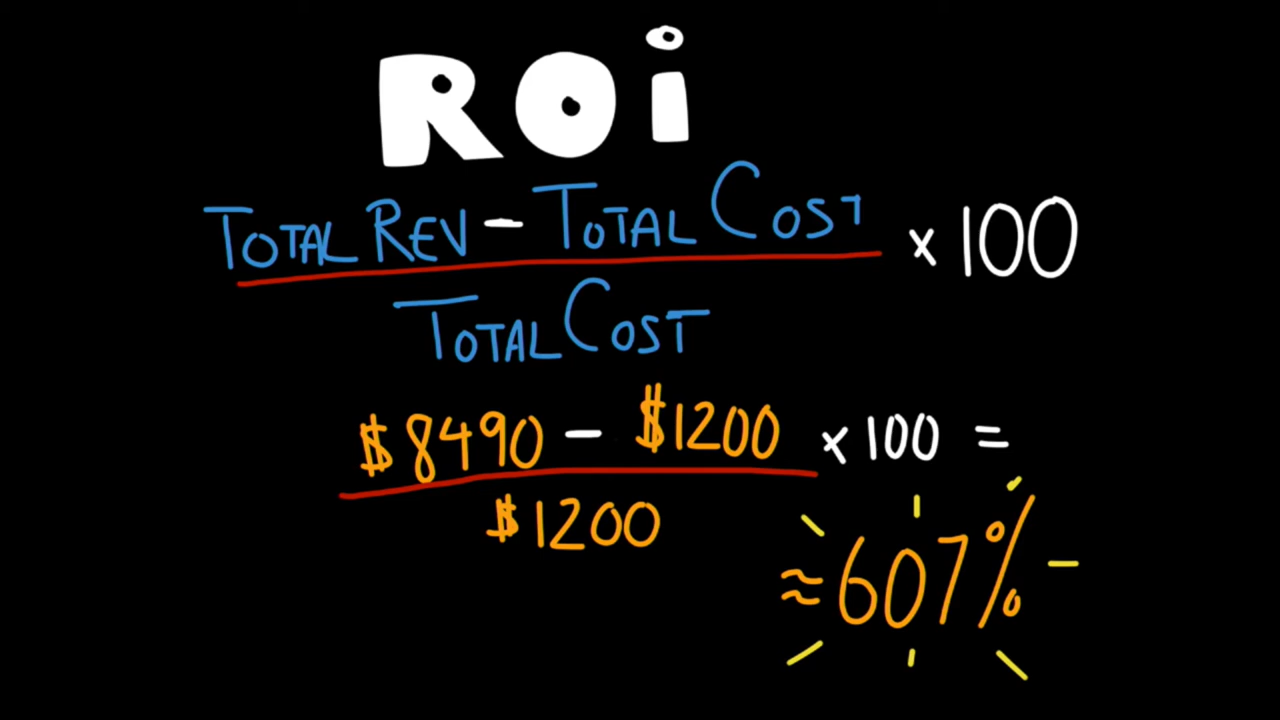 ROi
TOTAL REV - TOTAL COST × 100
TOTAL COST
$8490 - $1200 × 100 =
$1200
≈ 607%